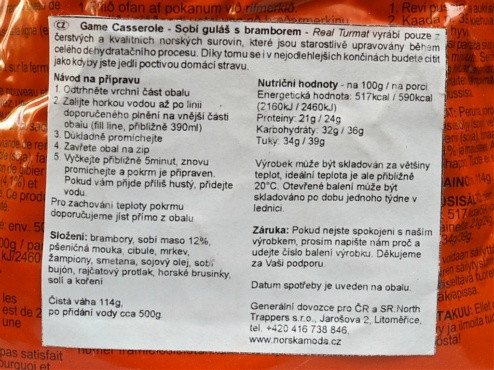 CZ Game Casserole - Sobí guláš s bramborem - Real Turmat vyrábí pouze z
čerstvých a kvalitních norských surovin, které jsou starostlivě upravovány během
celého dehydratačního procesu. Díky tomu se v nejodlehlejších končinách budete cítit
jako kdyby jste jedli poctivou domácí stravu.
Návod na přípravu
1. Odtrhněte vrchní část obalu
2. Zalijte horkou vodou až po linii
doporučeného plnění na vnější části
obalu (fill line, přibližně 390ml)
3. Důkladně promíchejte
4. Zavřete obal na zip
5. Vyčkejte přibližně 5minut, znovu
promíchejte a pokrm je připraven.
Pokud vám přijde příliš hustý, přidejte
vodu.
Pro zachování teploty pokrmu
doporučujeme jíst přímo z obalu
Složení: brambory, sobí maso 12%,
pšeničná mouka, cibule, mrkev,
žampiony, smetana, sojový olej, sobí
bujón, rajčatový protlak, horské brusinky,
solí a koření
Čistá váha 114g,
po přidání vody cca 500g.
Nutriční hodnoty - na 100g / na porci
Energetická hodnota: 517kcal / 590kcal
(2160kJ / 2460kJ)
Proteiny: 21g / 24g
Karbohydráty: 32g / 36g
Tuky: 34g / 39g
Výrobek může být skladován za většiny
teplot, ideální teplota je ale přibližně
20°C. Otevřené balení může být
skladováno po dobu jednoho týdne v
lednici.
Záruka: Pokud nejste spokojeni s naším
výrobkem, prosím napište nám proč a
udejte číslo balení výrobku. Děkujeme
za Vaši podporu.
Datum spotřeby je uveden na obalu.
Generální dovozce pro ČR a SR:North
Trappers s.r.o., Jarošova 2, Litoměřice,
tel. +420 416 738 846,
www.norskamoda.cz